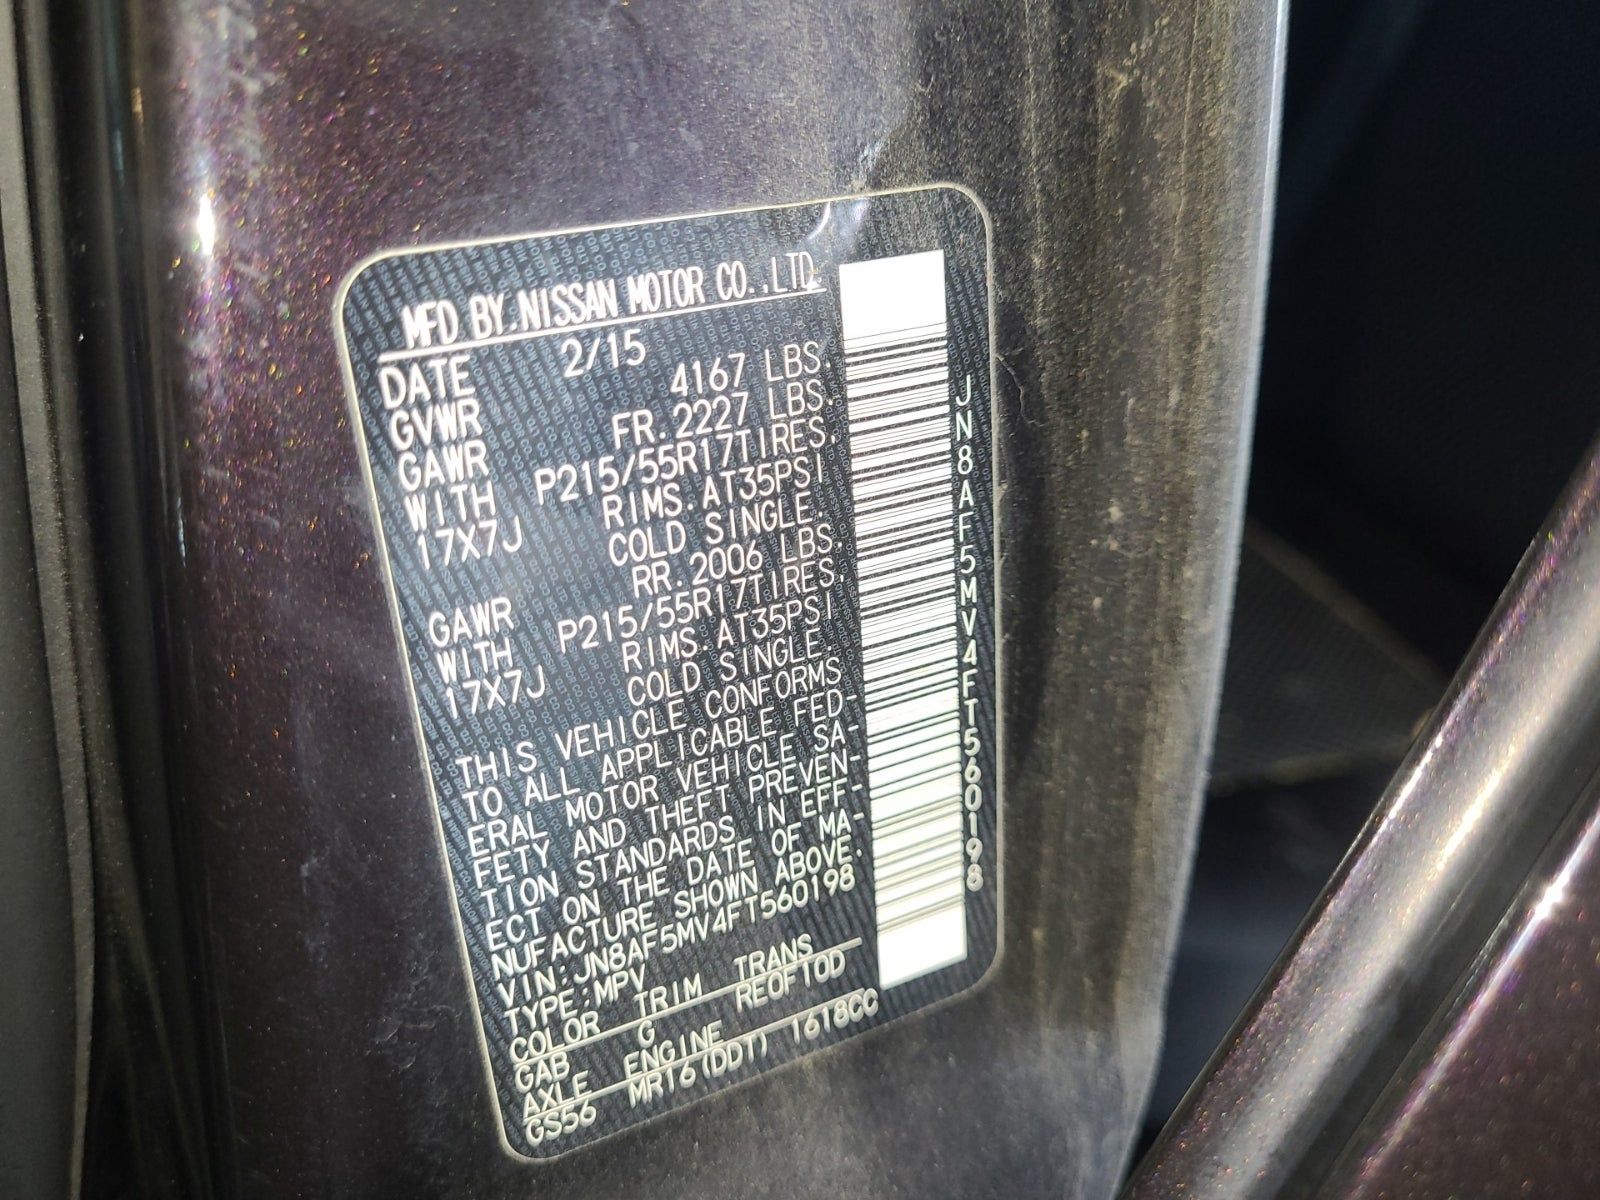 MFD BY.NISSAN MOTOR CO.,LTD.
DATE 2/15
GVWR 4167 LBS.
GAWR FR.2227 LBS.
WITH P215/55R17TIRES.
17X7J RIMS.AT35PSI
COLD SINGLE.
GAWR RR.2006 LBS.
WITH P215/55R17TIRES.
17X7J RIMS.AT35PSI
COLD SINGLE.
THIS VEHICLE CONFORMS
TO ALL APPLICABLE FED-
ERAL MOTOR VEHICLE SA-
FETY AND THEFT PREVEN-
TION STANDARDS IN EFF-
ECT ON THE DATE OF MA-
NUFACTURE SHOWN ABOVE.
VIN:JN8AF5MV4FT560198
TYPE:MPV
COLOR TRIM TRANS
GAB G RE0F10D
AXLE ENGINE
GS56 MR16(DDT) 1618CC
JN8AF5MV4FT560198